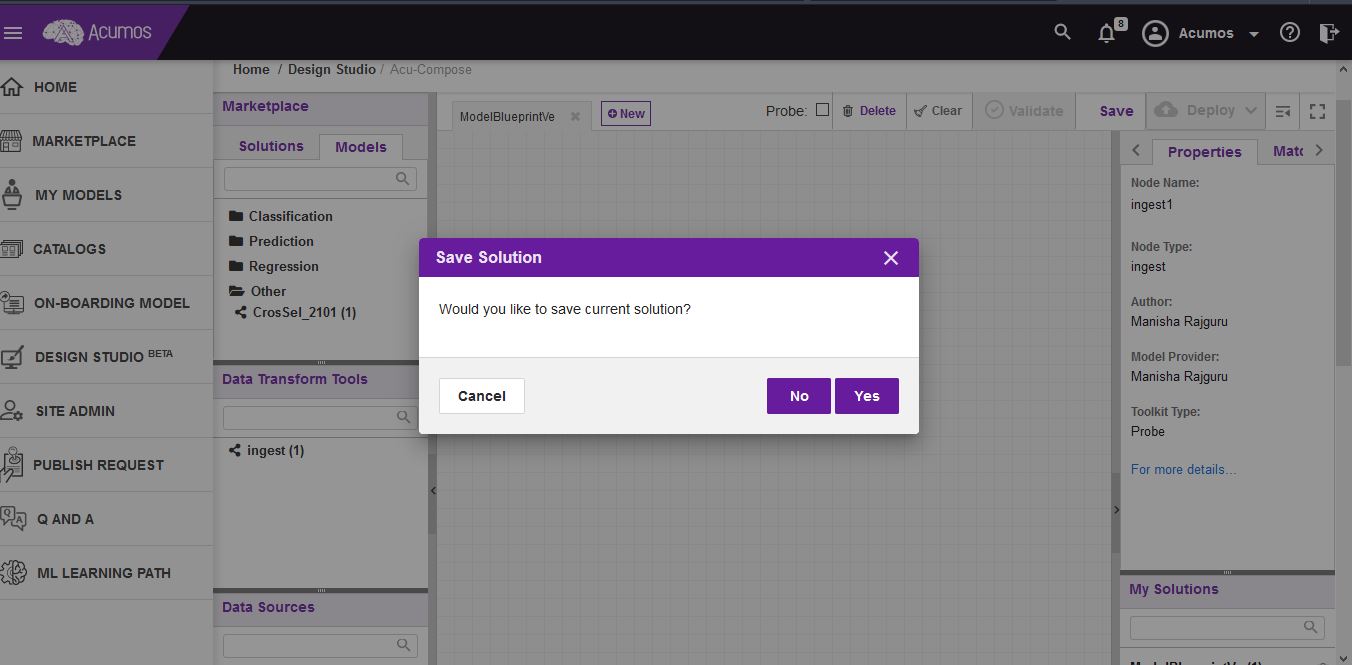 Acumos
8
Acumos
Home / Design Studio / Acu-Compose
HOME
MARKETPLACE
MY MODELS
CATALOGS
ON-BOARDING MODEL
DESIGN STUDIO BETA
SITE ADMIN
PUBLISH REQUEST
Q AND A
ML LEARNING PATH
Marketplace
Solutions
Models
Classification
Prediction
Regression
Other
CrosSel_2101 (1)
Data Transform Tools
ingest (1)
Data Sources
ModelBlueprintVe
New
Probe:
Delete
Clear
Validate
Save
Deploy
Save Solution
Would you like to save current solution?
Cancel
No
Yes
Properties
Matc
Node Name:
ingest1
Node Type:
ingest
Author:
Manisha Rajguru
Model Provider:
Manisha Rajguru
Toolkit Type:
Probe
For more details...
My Solutions